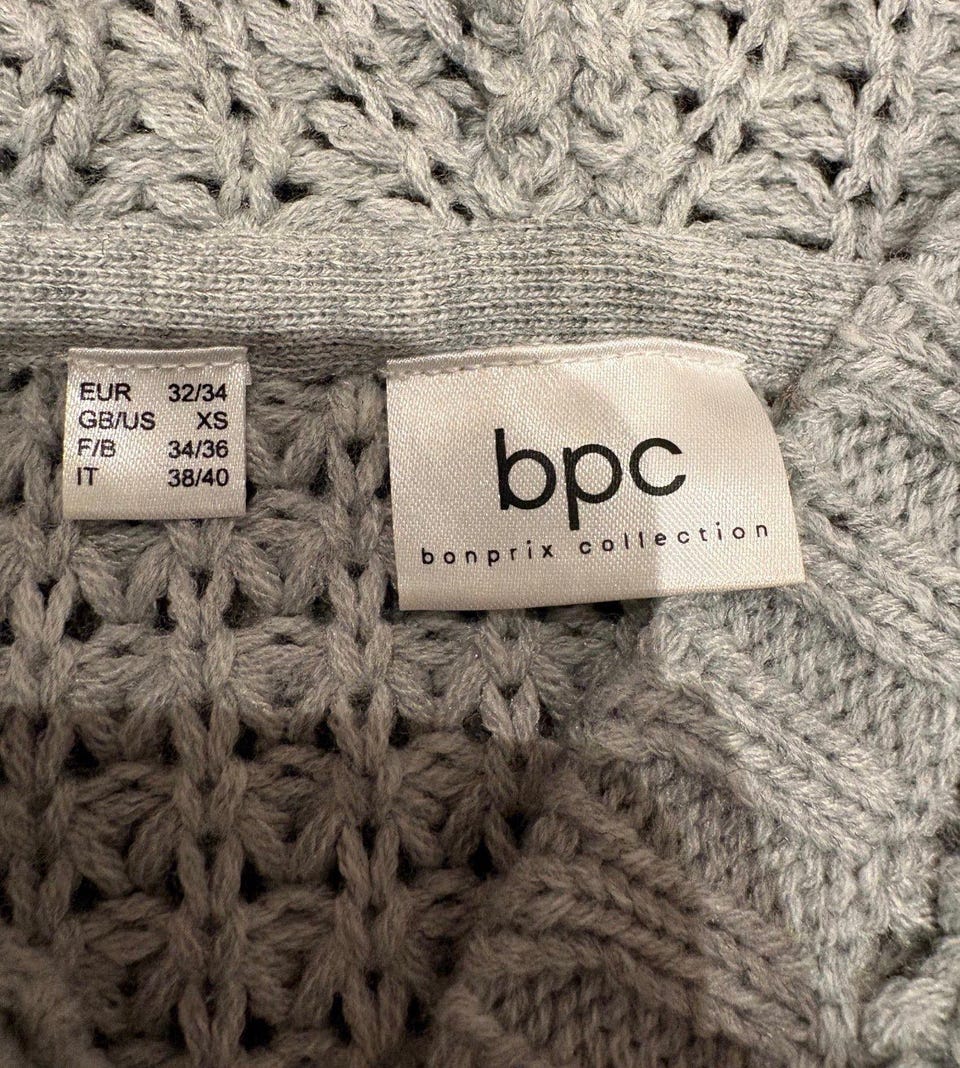 EUR 32/34
GB/US XS
F/B 34/36
IT 38/40
bpc
bonprix collection